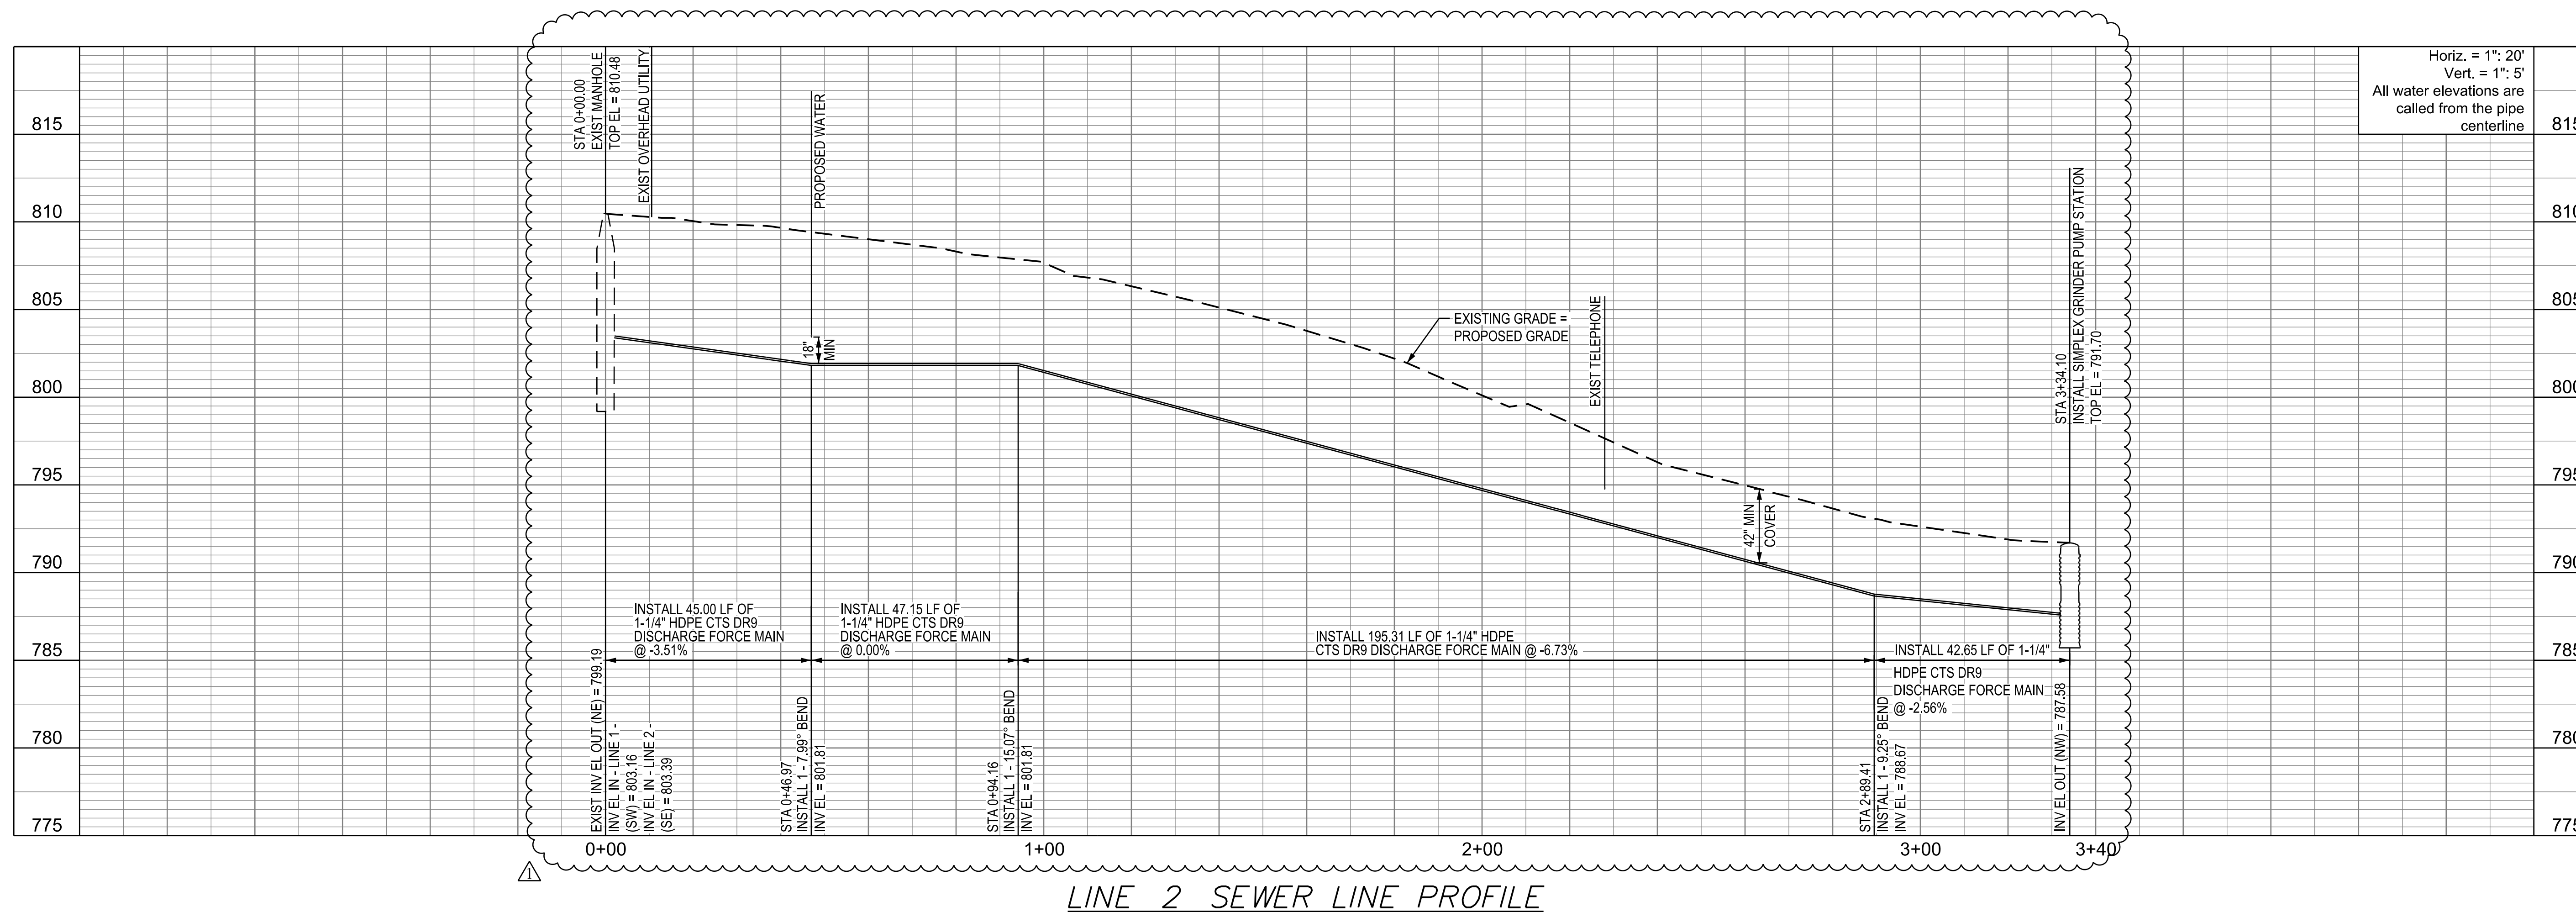 Horiz. = 1": 20'
Vert. = 1": 5'
All water elevations are
called from the pipe
centerline
815
810
805
800
795
790
785
780
775
STA 0+00.00
EXIST MANHOLE
TOP EL = 810.48
EXIST OVERHEAD UTILITY
PROPOSED WATER
18"
MIN
EXISTING GRADE =
PROPOSED GRADE
EXIST TELEPHONE
42" MIN
COVER
STA 3+34.10
INSTALL SIMPLEX GRINDER PUMP STATION
TOP EL = 791.70
INSTALL 45.00 LF OF
1-1/4" HDPE CTS DR9
DISCHARGE FORCE MAIN
@ -3.51%
INSTALL 47.15 LF OF
1-1/4" HDPE CTS DR9
DISCHARGE FORCE MAIN
@ 0.00%
INSTALL 195.31 LF OF 1-1/4" HDPE
CTS DR9 DISCHARGE FORCE MAIN @ -6.73%
INSTALL 42.65 LF OF 1-1/4"
HDPE CTS DR9
DISCHARGE FORCE MAIN
@ -2.56%
EXIST INV EL OUT (NE) = 799.19
INV EL IN - LINE 1 -
(SW) = 803.16
INV EL IN - LINE 2 -
(SE) = 803.39
STA 0+46.97
INSTALL 1 - 7.99° BEND
INV EL = 801.81
STA 0+94.16
INSTALL 1 - 15.07° BEND
INV EL = 801.81
STA 2+89.41
INSTALL 1 - 9.25° BEND
INV EL = 788.67
INV EL OUT (NW) = 787.58
0+00
1+00
2+00
3+00
3+40
1
LINE 2 SEWER LINE PROFILE